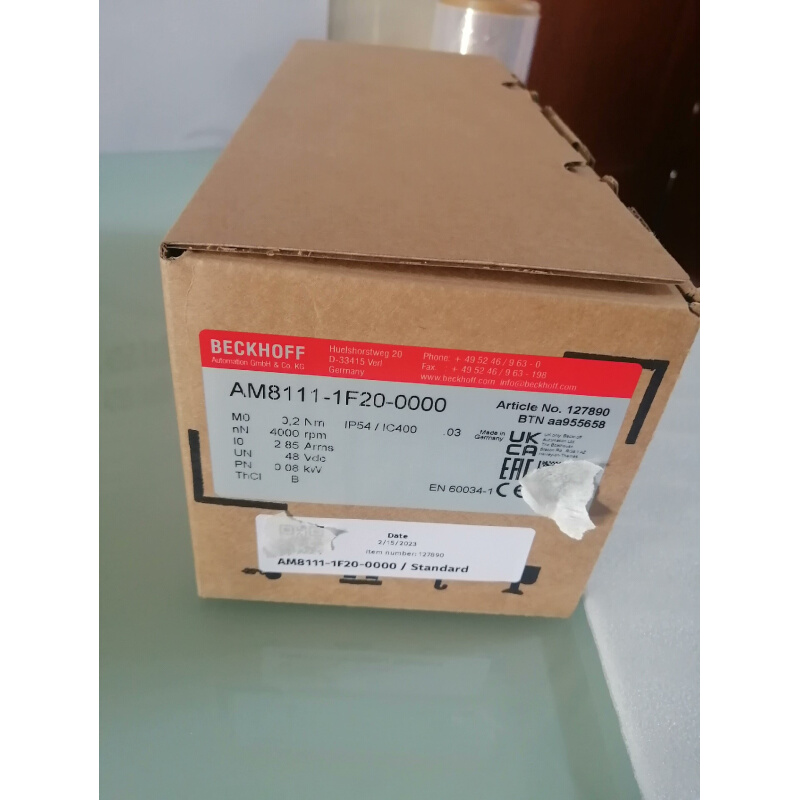 BECKHOFF
Automation GmbH & Co. KG
Huelshorstweg 20
D-33415 Verl
Germany
Phone: + 49 52 46 / 9 63 - 0
Fax : + 49 52 46 / 9 63 - 198
www.beckhoff.com info@beckhoff.com
AM8111-1F20-0000
Article No. 127890
BTN aa955658
M0 0,2 Nm IP54 / IC400 .03
nN 4000 rpm
I0 2.85 Arms
UN 48 Vdc
PN 0.08 kW
ThCl B
Made in
Germany
UK
CA
EAC
EN 60034-1 CE
Date
2/15/2023
Item number: 127890
AM8111-1F20-0000 / Standard